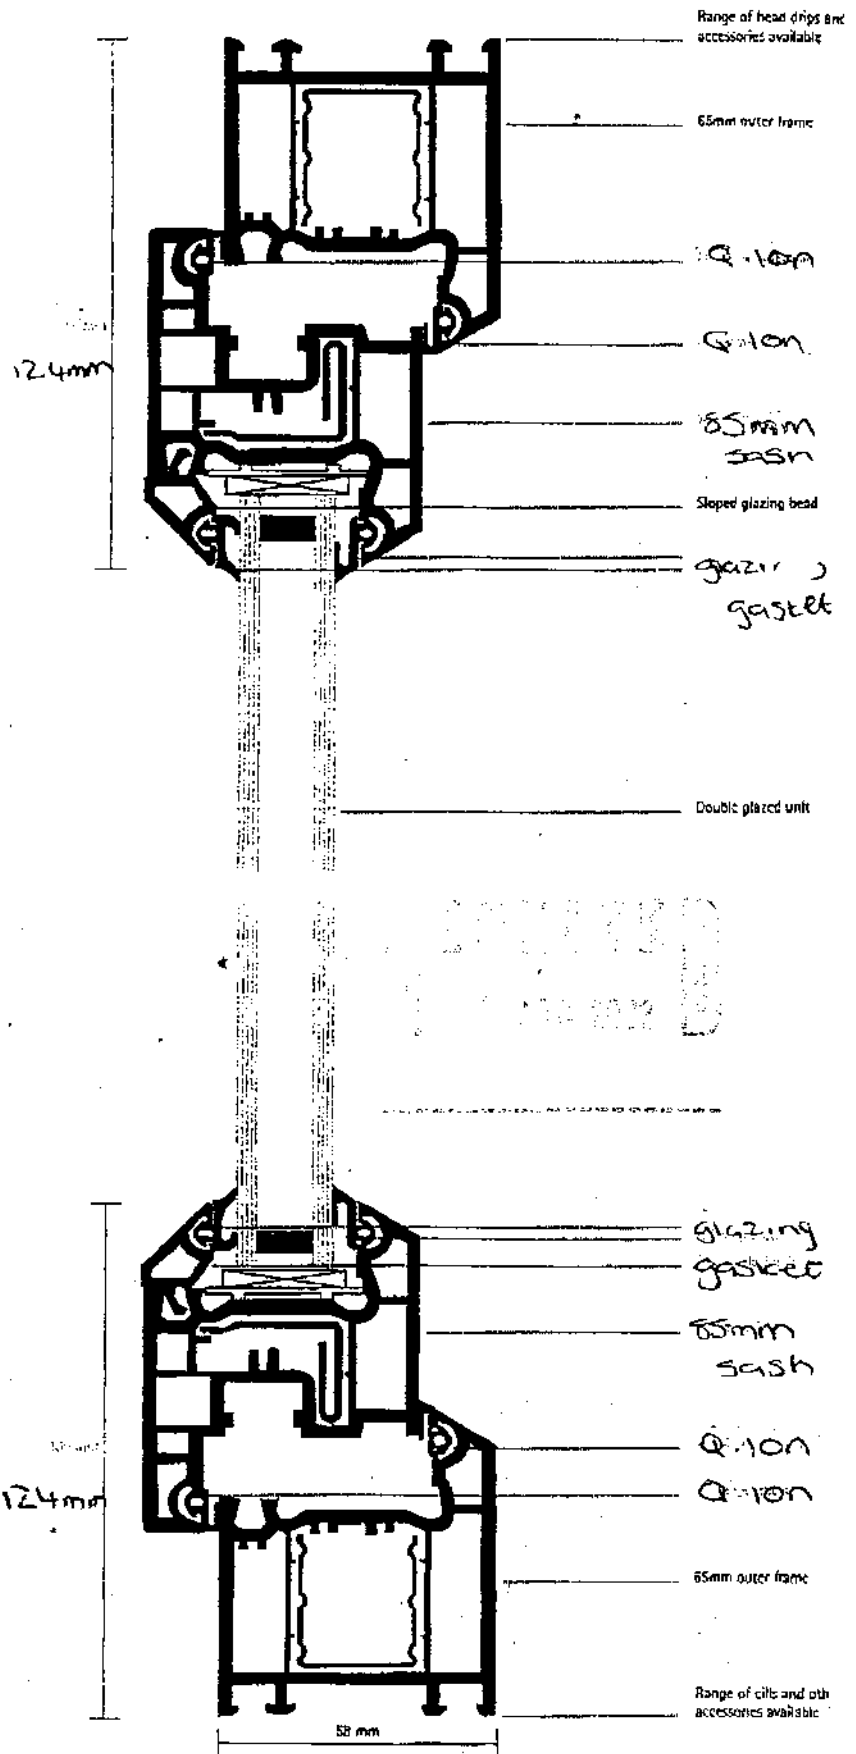 Range of head drips and
accessories available
65mm outer frame
Q-lon
Q-lon
124mm
85mm
sash
Sloped glazing bead
gasket
Double glazed unit
glazing
gasket
85mm
sash
Q-lon
Q-lon
124mm
65mm outer frame
Range of cills and oth
accessories available
58 mm